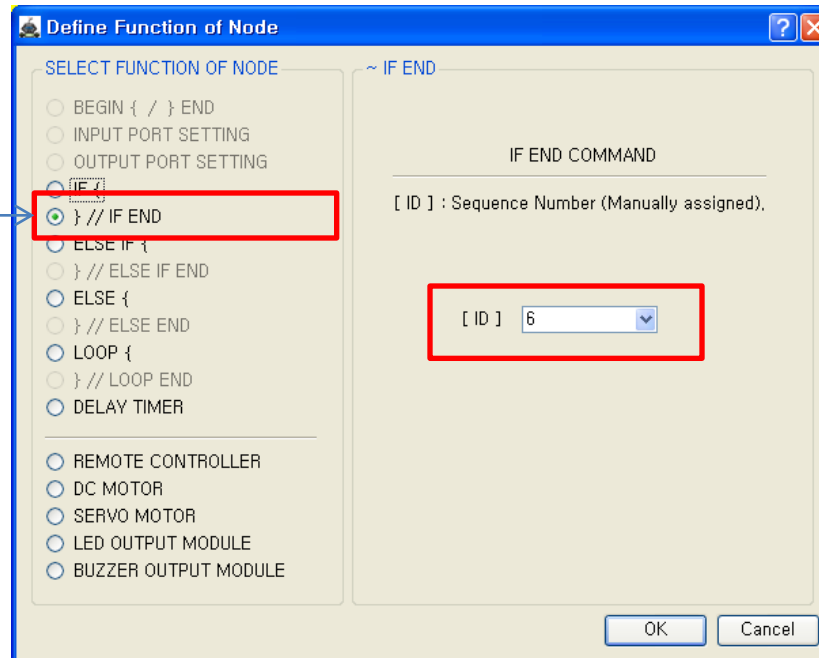 Define Function of Node
SELECT FUNCTION OF NODE
BEGIN { / } END
INPUT PORT SETTING
OUTPUT PORT SETTING
IF {
} // IF END
ELSE IF {
} // ELSE IF END
ELSE {
} // ELSE END
LOOP {
} // LOOP END
DELAY TIMER
REMOTE CONTROLLER
DC MOTOR
SERVO MOTOR
LED OUTPUT MODULE
BUZZER OUTPUT MODULE
~ IF END
IF END COMMAND
[ ID ] : Sequence Number (Manually assigned),
[ ID ] 6
OK Cancel